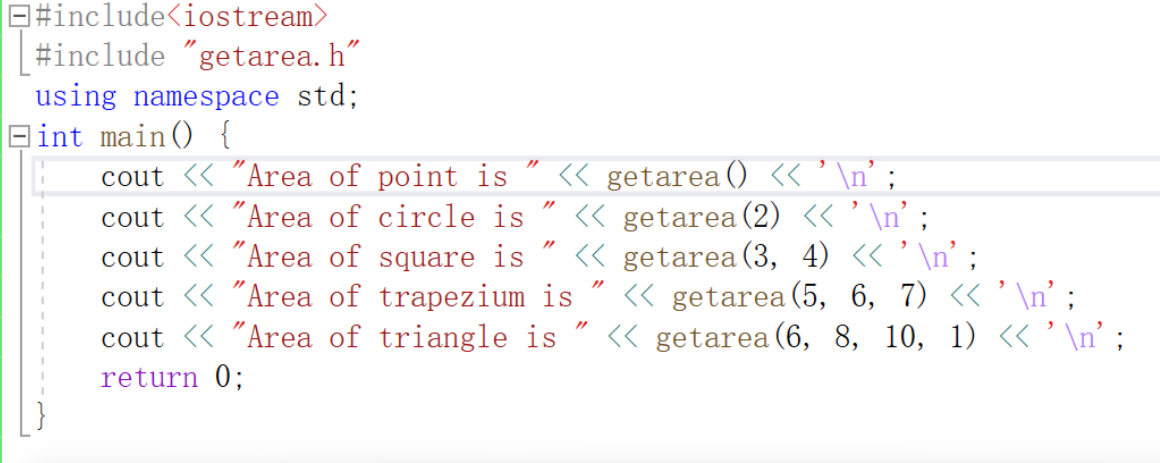 #include<iostream>
#include "getarea.h"
using namespace std;
int main() {
cout << "Area of point is " << getarea() << '\n';
cout << "Area of circle is " << getarea(2) << '\n';
cout << "Area of square is " << getarea(3, 4) << '\n';
cout << "Area of trapezium is " << getarea(5, 6, 7) << '\n';
cout << "Area of triangle is " << getarea(6, 8, 10, 1) << '\n';
return 0;
}